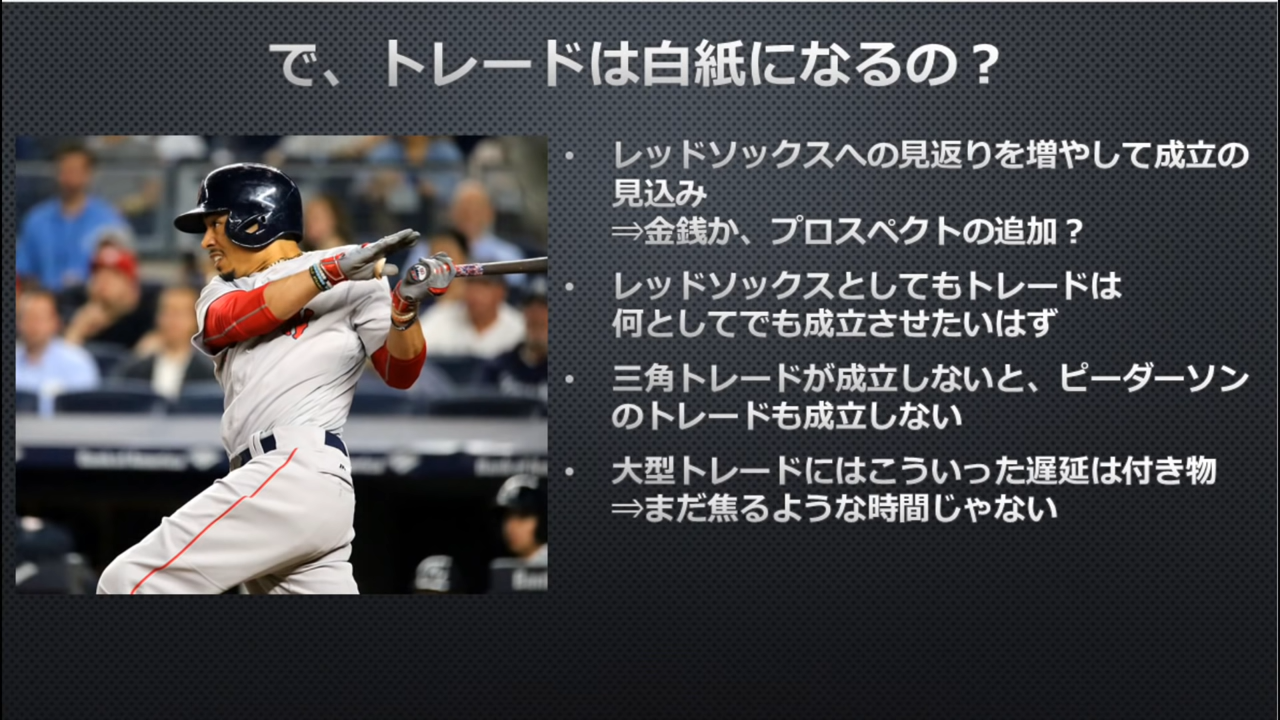 で、トレードは白紙になるの？
・ レッドソックスへの見返りを増やして成立の
見込み
⇒金銭か、プロスペクトの追加？
・ レッドソックスとしてもトレードは
何としてでも成立させたいはず
・ 三角トレードが成立しないと、ピーダーソン
のトレードも成立しない
・ 大型トレードにはこういった遅延は付き物
⇒まだ焦るような時間じゃない